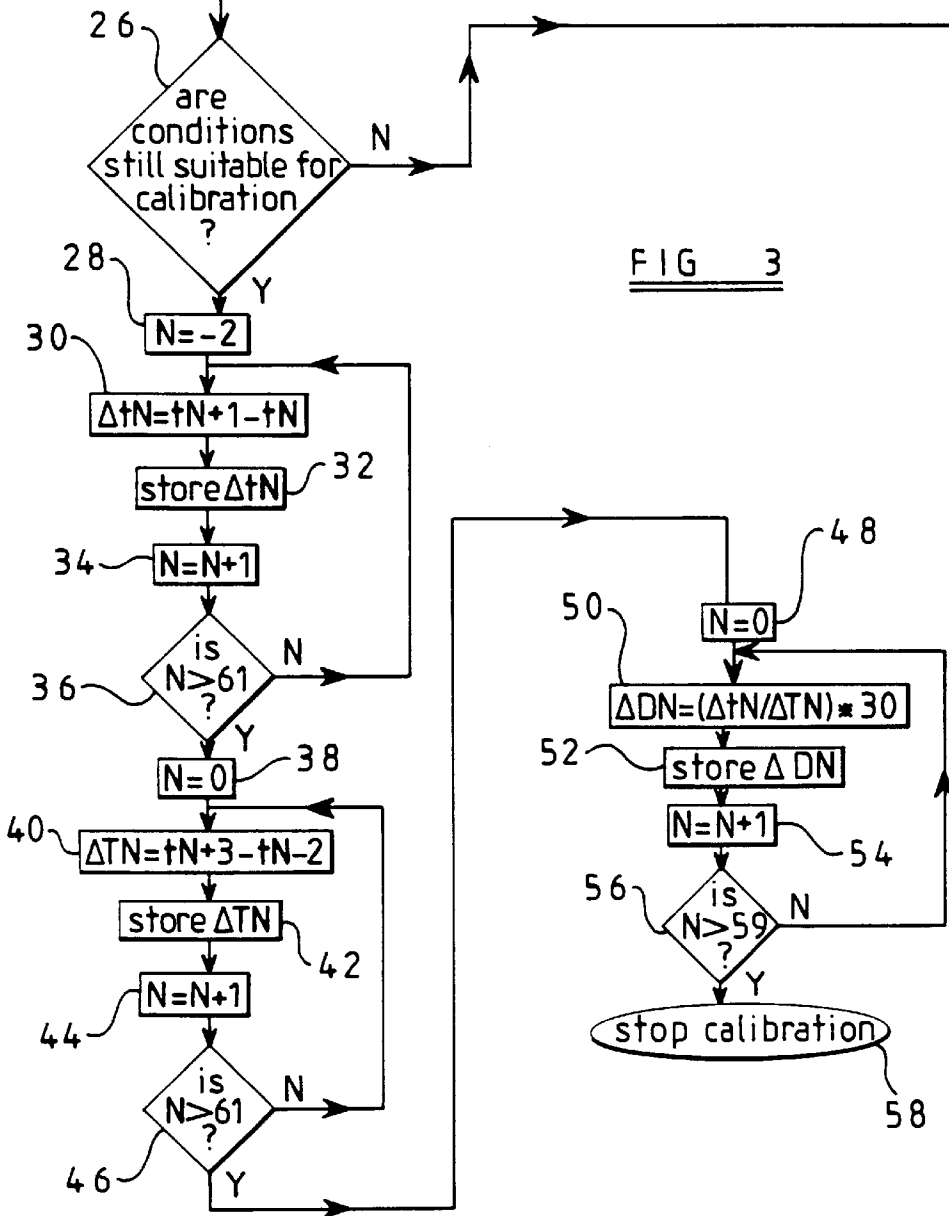 26
are
conditions
still suitable for
calibration
?
N
Y
FIG 3
28
N=-2
30
ΔtN=tN+1-tN
store ΔtN
32
34
N=N+1
is
N>61
?
N
36
Y
N=0
38
40
ΔTN=tN+3-tN-2
store ΔTN
42
44
N=N+1
is
N>61
?
N
46
Y
48
N=0
50
ΔDN=(ΔtN/ΔTN)*30
52
store ΔDN
N=N+1
54
56
is
N>59
?
N
Y
stop calibration
58